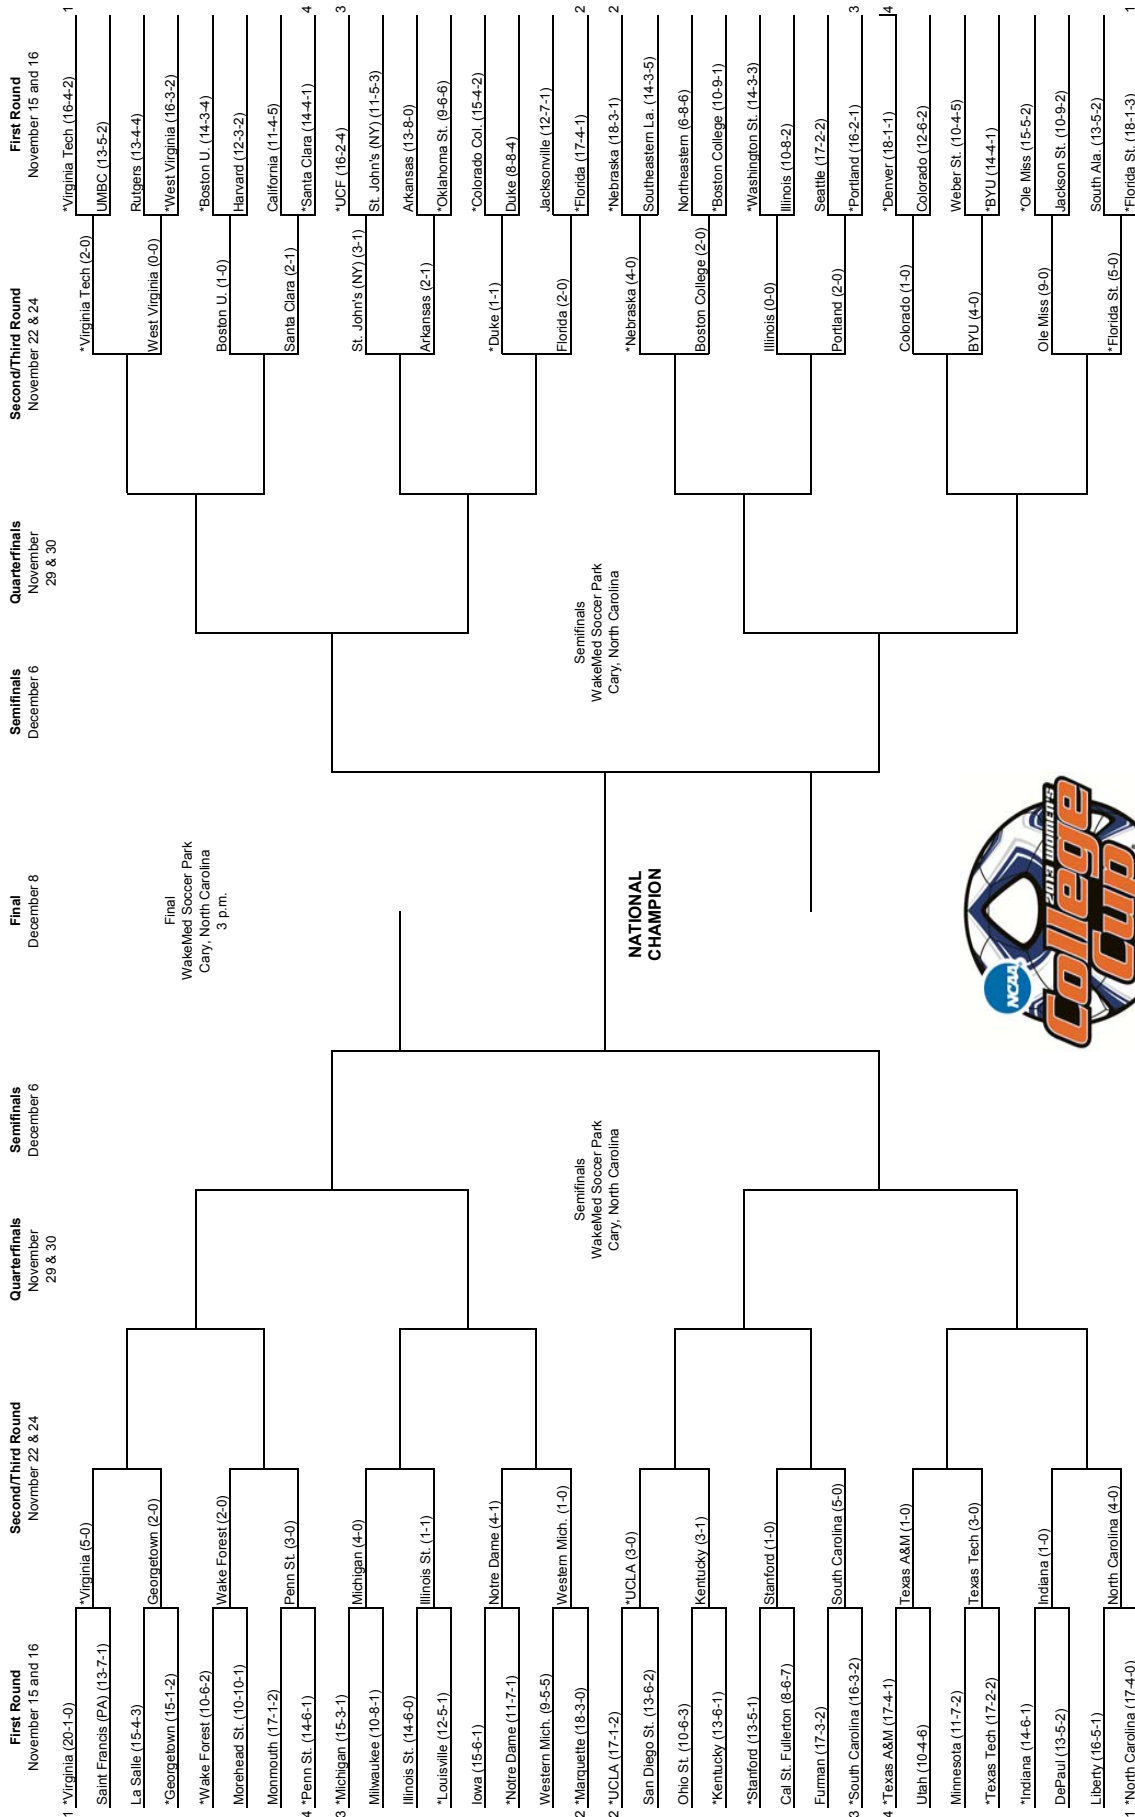 First Round
November 15 and 16
Second/Third Round
Novmber 22 & 24
Quarterfinals
November
29 & 30
Semifinals
December 6
Final
December 8
Semifinals
December 6
Quarterfinals
November
29 & 30
Second/Third Round
November 22 & 24
First Round
November 15 and 16
1 *Virginia (20-1-0)
Saint Francis (PA) (13-7-1)
La Salle (15-4-3)
*Georgetown (15-1-2)
*Wake Forest (10-6-2)
Morehead St. (10-10-1)
Monmouth (17-1-2)
4 *Penn St. (14-6-1)
3 *Michigan (15-3-1)
Milwaukee (10-8-1)
Illinois St. (14-6-0)
*Louisville (12-5-1)
Iowa (15-6-1)
*Notre Dame (11-7-1)
Western Mich. (9-5-5)
2 *Marquette (18-3-0)
2 *UCLA (17-1-2)
San Diego St. (13-6-2)
Ohio St. (10-6-3)
*Kentucky (13-6-1)
*Stanford (13-5-1)
Cal St. Fullerton (8-6-7)
Furman (17-3-2)
3 *South Carolina (16-3-2)
4 *Texas A&M (17-4-1)
Utah (10-4-6)
Minnesota (11-7-2)
*Texas Tech (17-2-2)
*Indiana (14-6-1)
DePaul (13-5-2)
Liberty (16-5-1)
1 *North Carolina (17-4-0)
*Virginia (5-0)
Georgetown (2-0)
Wake Forest (2-0)
Penn St. (3-0)
Michigan (4-0)
Illinois St. (1-1)
Notre Dame (4-1)
Western Mich. (1-0)
*UCLA (3-0)
Kentucky (3-1)
Stanford (1-0)
South Carolina (5-0)
Texas A&M (1-0)
Texas Tech (3-0)
Indiana (1-0)
North Carolina (4-0)
Semifinals
WakeMed Soccer Park
Cary, North Carolina
Final
WakeMed Soccer Park
Cary, North Carolina
3 p.m.
NATIONAL
CHAMPION
NCAA
2013 WOMEN'S
College
Cup
Semifinals
WakeMed Soccer Park
Cary, North Carolina
*Virginia Tech (2-0)
West Virginia (0-0)
Boston U. (1-0)
Santa Clara (2-1)
St. John's (NY) (3-1)
Arkansas (2-1)
*Duke (1-1)
Florida (2-0)
*Nebraska (4-0)
Boston College (2-0)
Illinois (0-0)
Portland (2-0)
Colorado (1-0)
BYU (4-0)
Ole Miss (9-0)
*Florida St. (5-0)
*Virginia Tech (16-4-2) 1
UMBC (13-5-2)
Rutgers (13-4-4)
*West Virginia (16-3-2)
*Boston U. (14-3-4)
Harvard (12-3-2)
California (11-4-5)
*Santa Clara (14-4-1) 4
*UCF (16-2-4) 3
St. John's (NY) (11-5-3)
Arkansas (13-8-0)
*Oklahoma St. (9-6-6)
*Colorado Col. (15-4-2)
Duke (8-8-4)
Jacksonville (12-7-1)
*Florida (17-4-1) 2
*Nebraska (18-3-1) 2
Southeastern La. (14-3-5)
Northeastern (6-8-6)
*Boston College (10-9-1)
*Washington St. (14-3-3)
Illinois (10-8-2)
Seattle (17-2-2)
*Portland (16-2-1) 3
*Denver (18-1-1) 4
Colorado (12-6-2)
Weber St. (10-4-5)
*BYU (14-4-1)
*Ole Miss (15-5-2)
Jackson St. (10-9-2)
South Ala. (13-5-2)
*Florida St. (18-1-3) 1